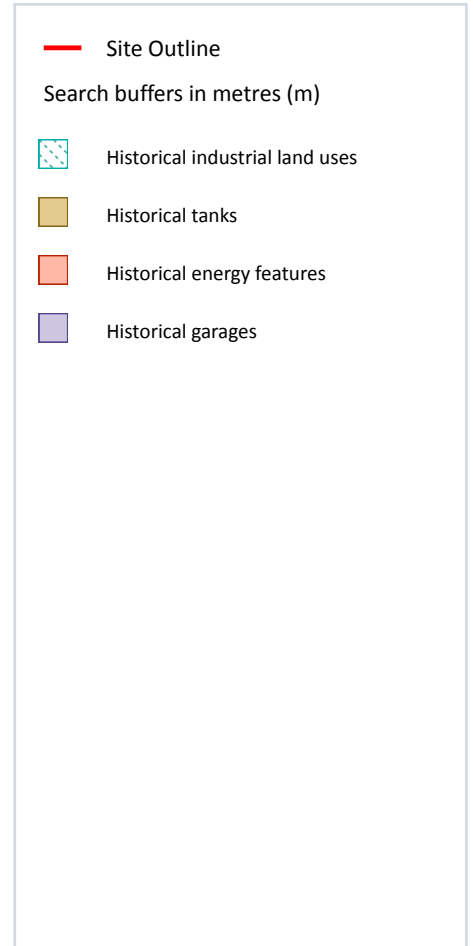 Site Outline
Search buffers in metres (m)
Historical industrial land uses
Historical tanks
Historical energy features
Historical garages